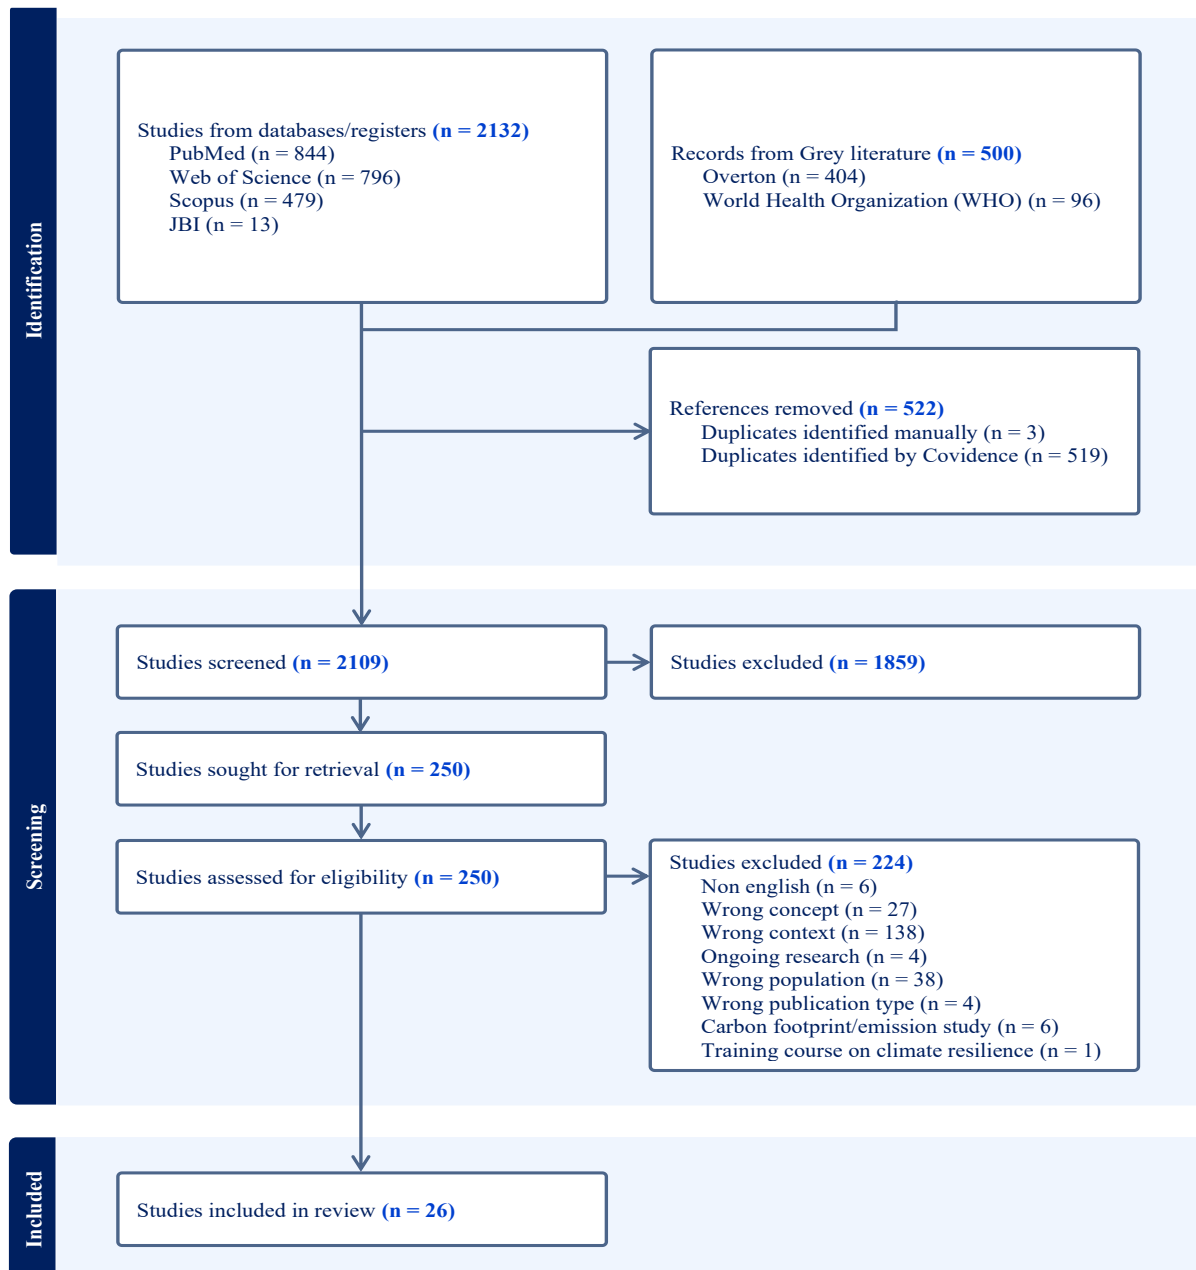 Identification
Studies from databases/registers (n = 2132)
PubMed (n = 844)
Web of Science (n = 796)
Scopus (n = 479)
JBI (n = 13)
Records from Grey literature (n = 500)
Overton (n = 404)
World Health Organization (WHO) (n = 96)
References removed (n = 522)
Duplicates identified manually (n = 3)
Duplicates identified by Covidence (n = 519)
Screening
Studies screened (n = 2109)
Studies excluded (n = 1859)
Studies sought for retrieval (n = 250)
Studies assessed for eligibility (n = 250)
Studies excluded (n = 224)
Non english (n = 6)
Wrong concept (n = 27)
Wrong context (n = 138)
Ongoing research (n = 4)
Wrong population (n = 38)
Wrong publication type (n = 4)
Carbon footprint/emission study (n = 6)
Training course on climate resilience (n = 1)
Included
Studies included in review (n = 26)